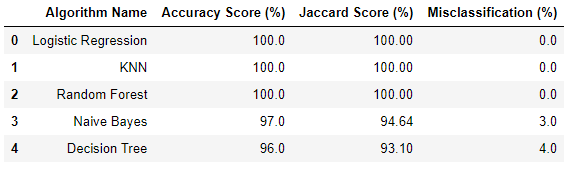 Algorithm Name Accuracy Score (%) Jaccard Score (%) Misclassification (%)
0 Logistic Regression 100.0 100.00 0.0
1 KNN 100.0 100.00 0.0
2 Random Forest 100.0 100.00 0.0
3 Naive Bayes 97.0 94.64 3.0
4 Decision Tree 96.0 93.10 4.0